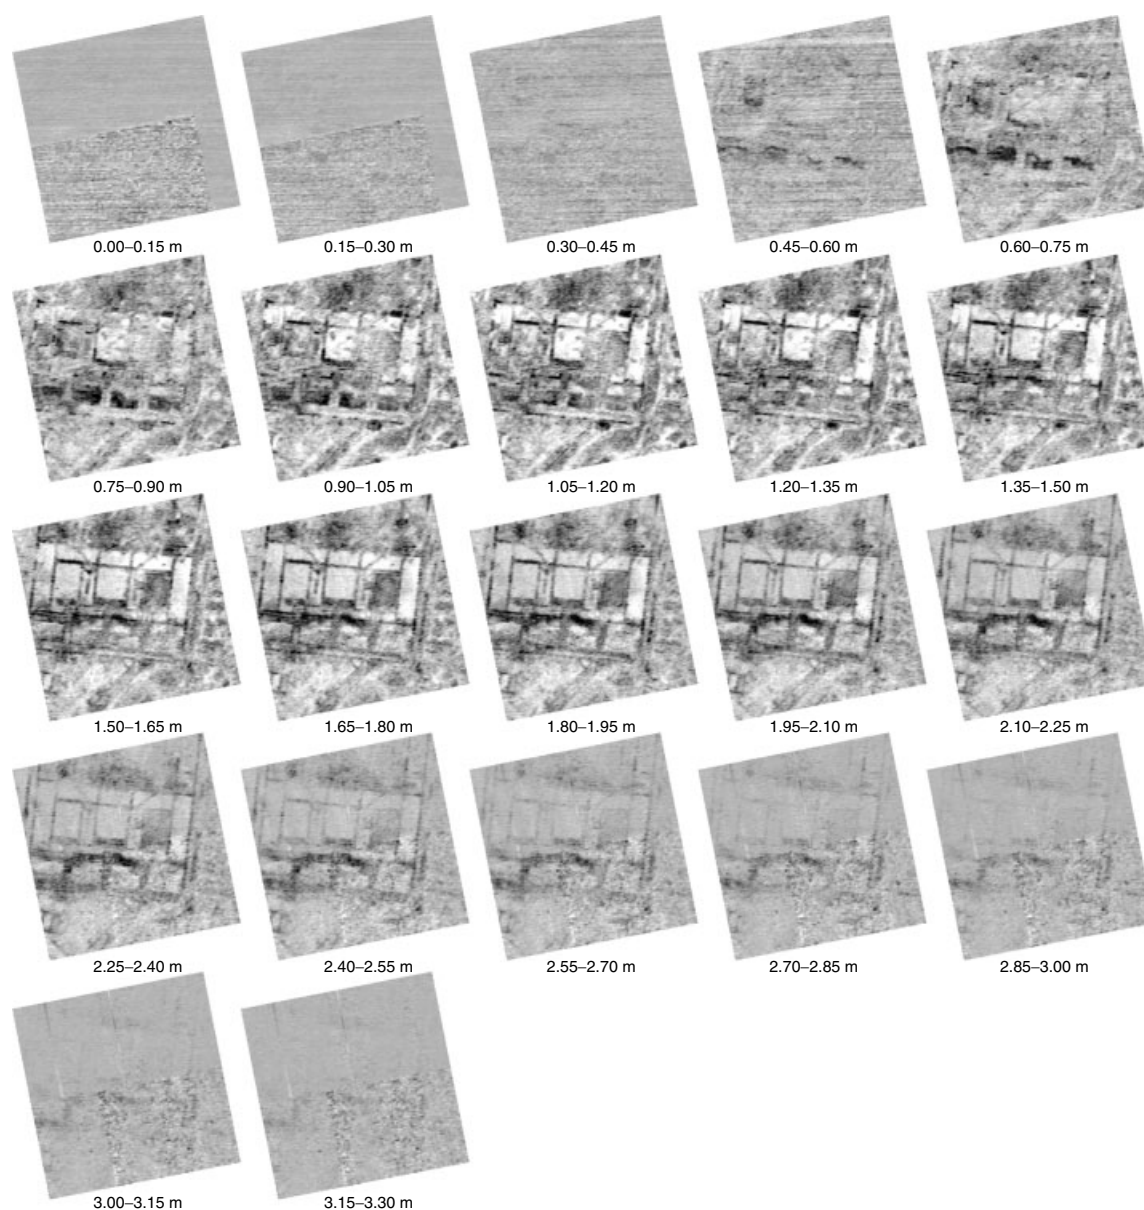 0.00–0.15 m
0.15–0.30 m
0.30–0.45 m
0.45–0.60 m
0.60–0.75 m
0.75–0.90 m
0.90–1.05 m
1.05–1.20 m
1.20–1.35 m
1.35–1.50 m
1.50–1.65 m
1.65–1.80 m
1.80–1.95 m
1.95–2.10 m
2.10–2.25 m
2.25–2.40 m
2.40–2.55 m
2.55–2.70 m
2.70–2.85 m
2.85–3.00 m
3.00–3.15 m
3.15–3.30 m